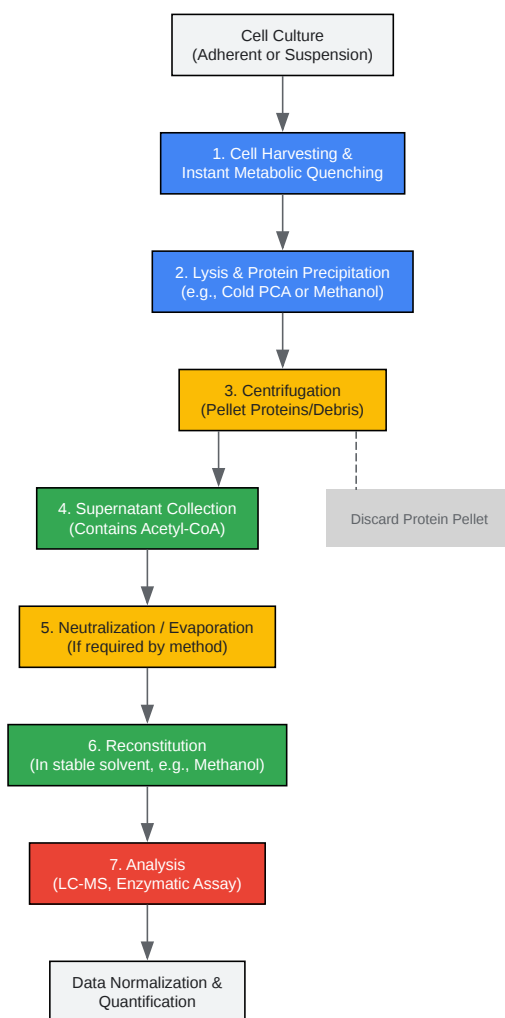 Cell Culture
(Adherent or Suspension)
1. Cell Harvesting &
Instant Metabolic Quenching
2. Lysis & Protein Precipitation
(e.g., Cold PCA or Methanol)
3. Centrifugation
(Pellet Proteins/Debris)
4. Supernatant Collection
(Contains Acetyl-CoA)
Discard Protein Pellet
5. Neutralization / Evaporation
(If required by method)
6. Reconstitution
(In stable solvent, e.g., Methanol)
7. Analysis
(LC-MS, Enzymatic Assay)
Data Normalization &
Quantification